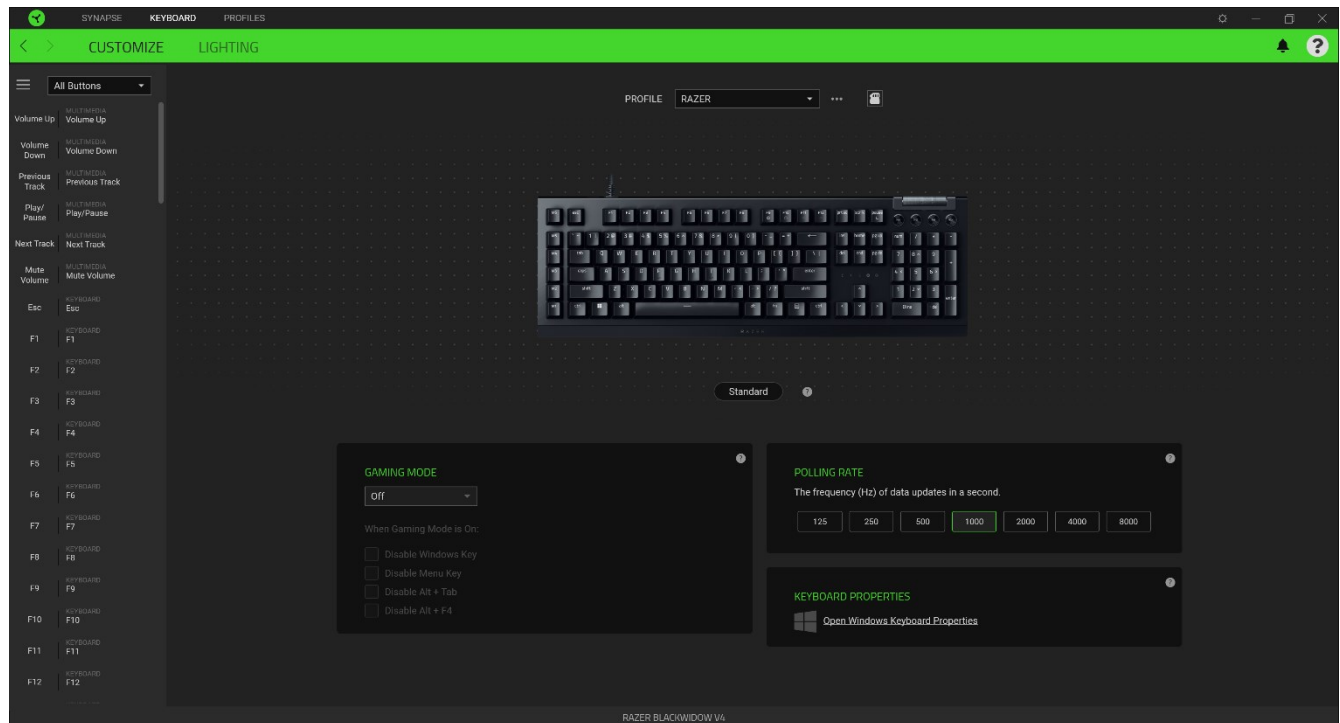 SYNAPSE KEYBOARD PROFILES
CUSTOMIZE LIGHTING
All Buttons
PROFILE RAZER
Volume Up MULTIMEDIA Volume Up
Volume Down MULTIMEDIA Volume Down
Previous Track MULTIMEDIA Previous Track
Play/Pause MULTIMEDIA Play/Pause
Next Track MULTIMEDIA Next Track
Mute Volume MULTIMEDIA Mute Volume
Esc KEYBOARD Esc
F1 KEYBOARD F1
F2 KEYBOARD F2
F3 KEYBOARD F3
F4 KEYBOARD F4
F5 KEYBOARD F5
F6 KEYBOARD F6
F7 KEYBOARD F7
F8 KEYBOARD F8
F9 KEYBOARD F9
F10 KEYBOARD F10
F11 KEYBOARD F11
F12 KEYBOARD F12
Standard
GAMING MODE
Off
When Gaming Mode is On:
Disable Windows Key
Disable Menu Key
Disable Alt + Tab
Disable Alt + F4
POLLING RATE
The frequency (Hz) of data updates in a second.
125 250 500 1000 2000 4000 8000
KEYBOARD PROPERTIES
Open Windows Keyboard Properties
RAZER BLACKWIDOW V4